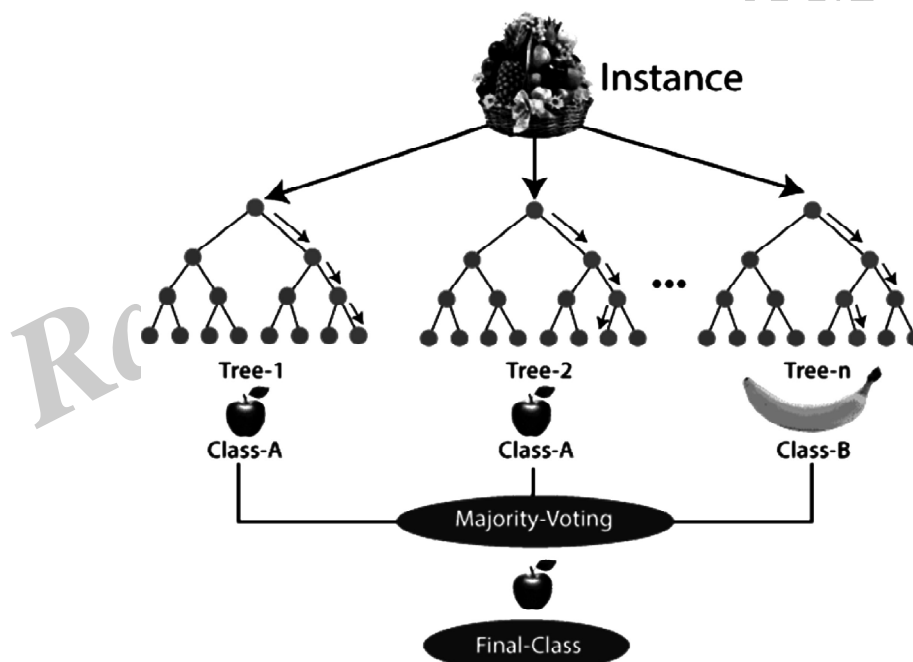 Instance
...
Tree-1 Tree-2 Tree-n
Class-A Class-A Class-B
Majority-Voting
Final-Class